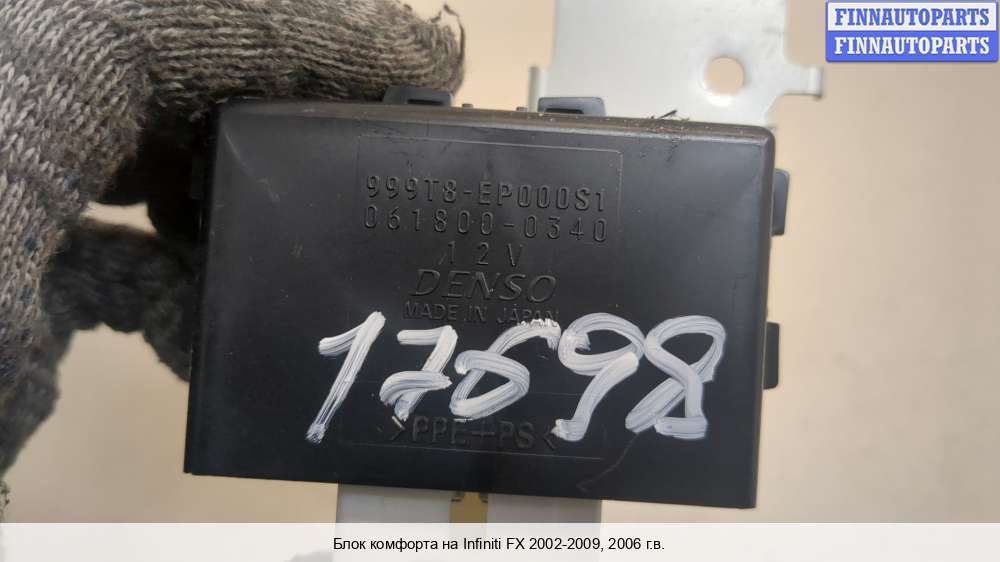 FINNAUTOPARTS
FINNAUTOPARTS
999T8-EP000S1
061800-0340
12V
DENSO
MADE IN JAPAN
17698
>PPE+PS<
Блок комфорта на Infiniti FX 2002-2009, 2006 г.в.